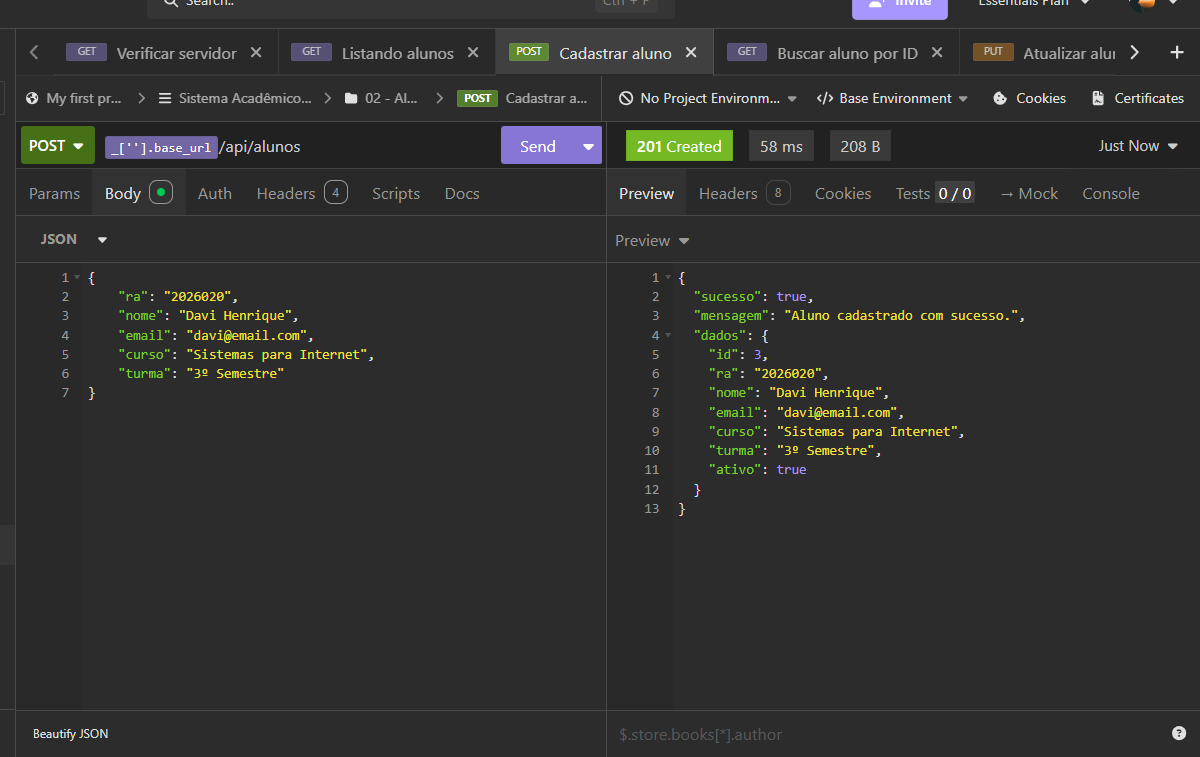 Search..
Ctrl + P
Invite
Essentials Plan
GET Verificar servidor
GET Listando alunos
POST Cadastrar aluno
GET Buscar aluno por ID
PUT Atualizar alu
My first pr...
Sistema Acadêmico...
02 - Al...
POST Cadastrar a...
No Project Environm...
Base Environment
Cookies
Certificates
POST
_[''].base_url/api/alunos
Send
201 Created
58 ms
208 B
Just Now
Params
Body
Auth
Headers 4
Scripts
Docs
Preview
Headers 8
Cookies
Tests 0 / 0
→ Mock
Console
JSON
Preview
1 {
2 "ra": "2026020",
3 "nome": "Davi Henrique",
4 "email": "davi@email.com",
5 "curso": "Sistemas para Internet",
6 "turma": "3º Semestre"
7 }
1 {
2 "sucesso": true,
3 "mensagem": "Aluno cadastrado com sucesso.",
4 "dados": {
5 "id": 3,
6 "ra": "2026020",
7 "nome": "Davi Henrique",
8 "email": "davi@email.com",
9 "curso": "Sistemas para Internet",
10 "turma": "3º Semestre",
11 "ativo": true
12 }
13 }
Beautify JSON
$.store.books[*].author